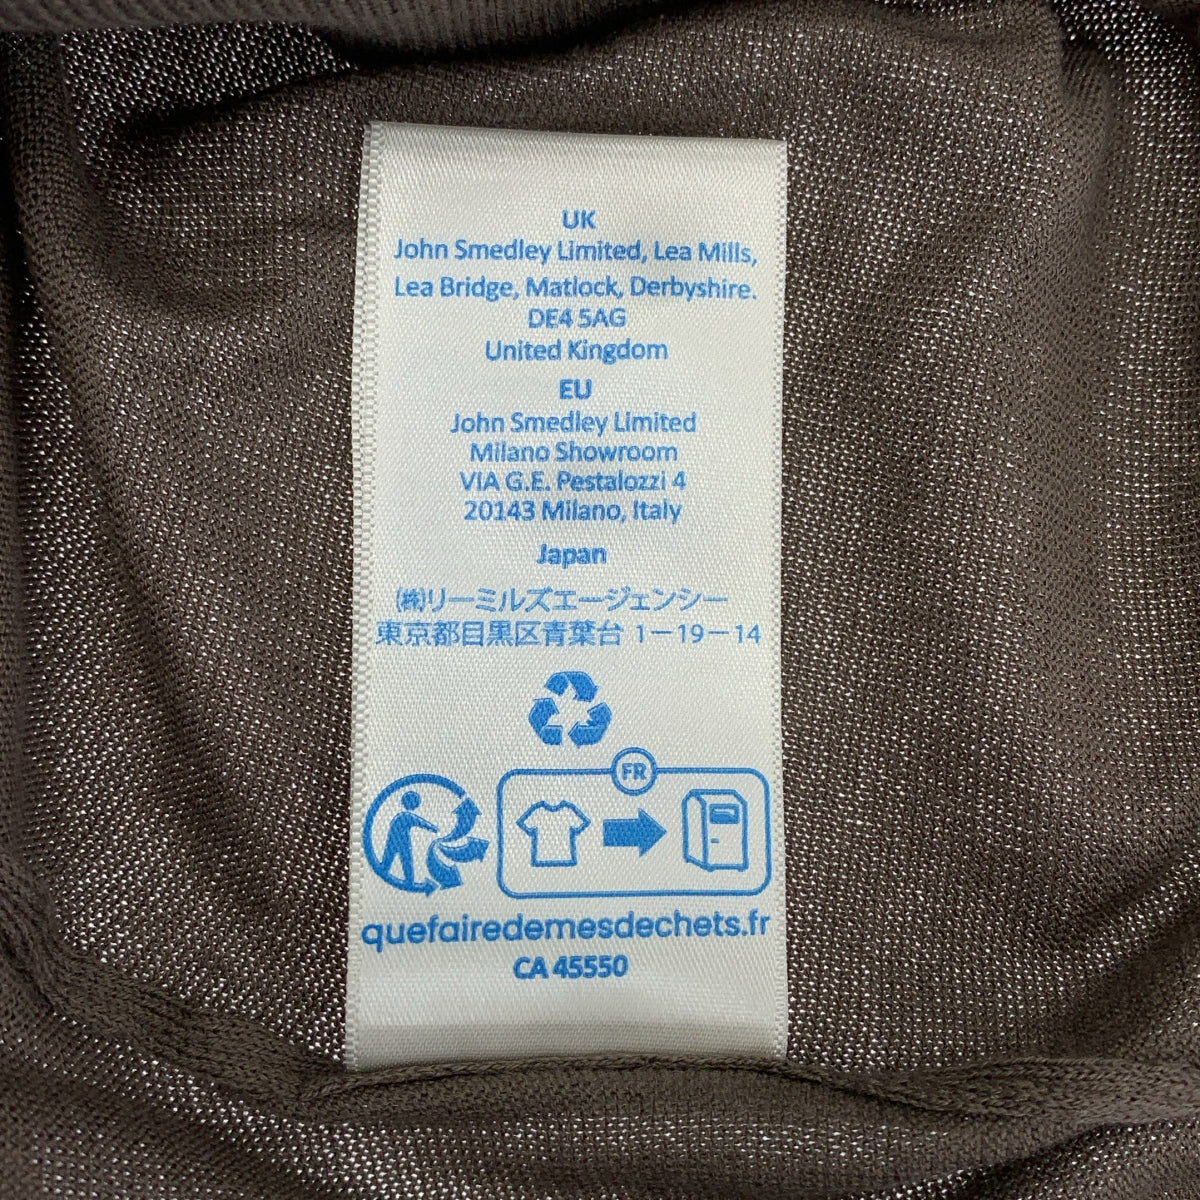 UK
John Smedley Limited, Lea Mills,
Lea Bridge, Matlock, Derbyshire.
DE4 5AG
United Kingdom
EU
John Smedley Limited
Milano Showroom
VIA G.E. Pestalozzi 4
20143 Milano, Italy
Japan
㈱リーミルズエージェンシー
東京都目黒区青葉台 1－19－14
FR
quefairedemesdechets.fr
CA 45550